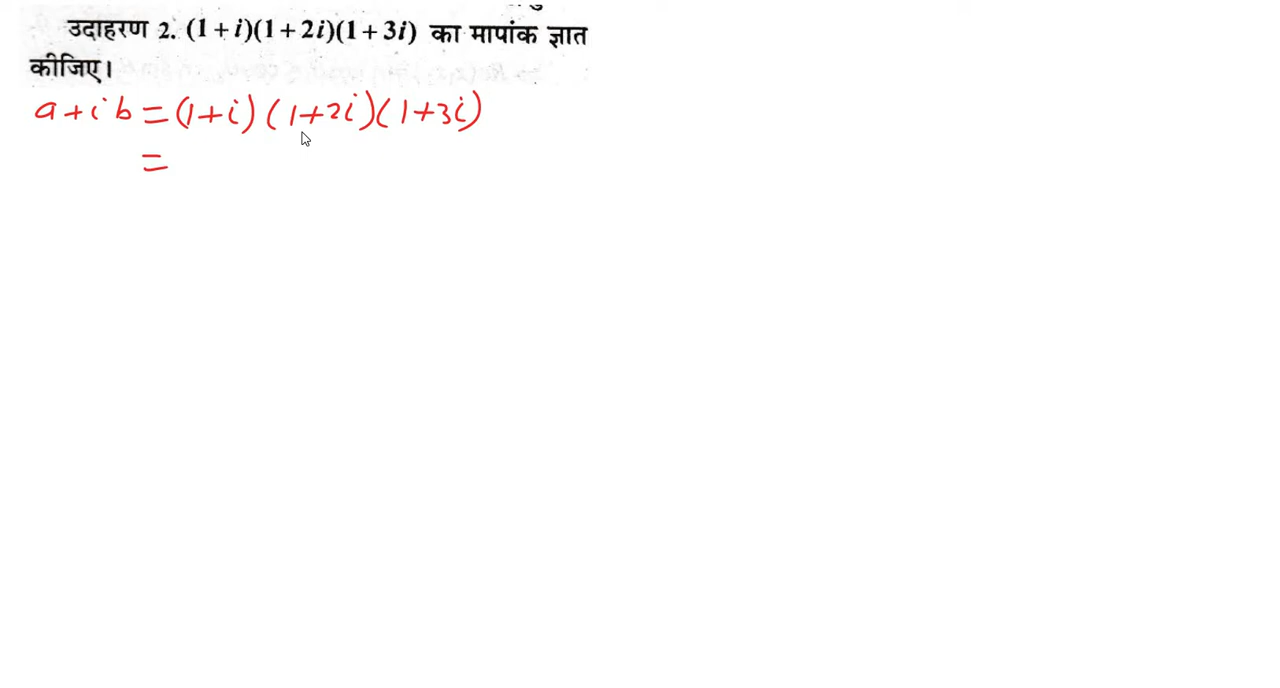 उदाहरण 2. (1 + i)(1 + 2i)(1 + 3i) का मापांक ज्ञात
कीजिए।
a + i b = (1+i) (1+2i)(1+3i)
=